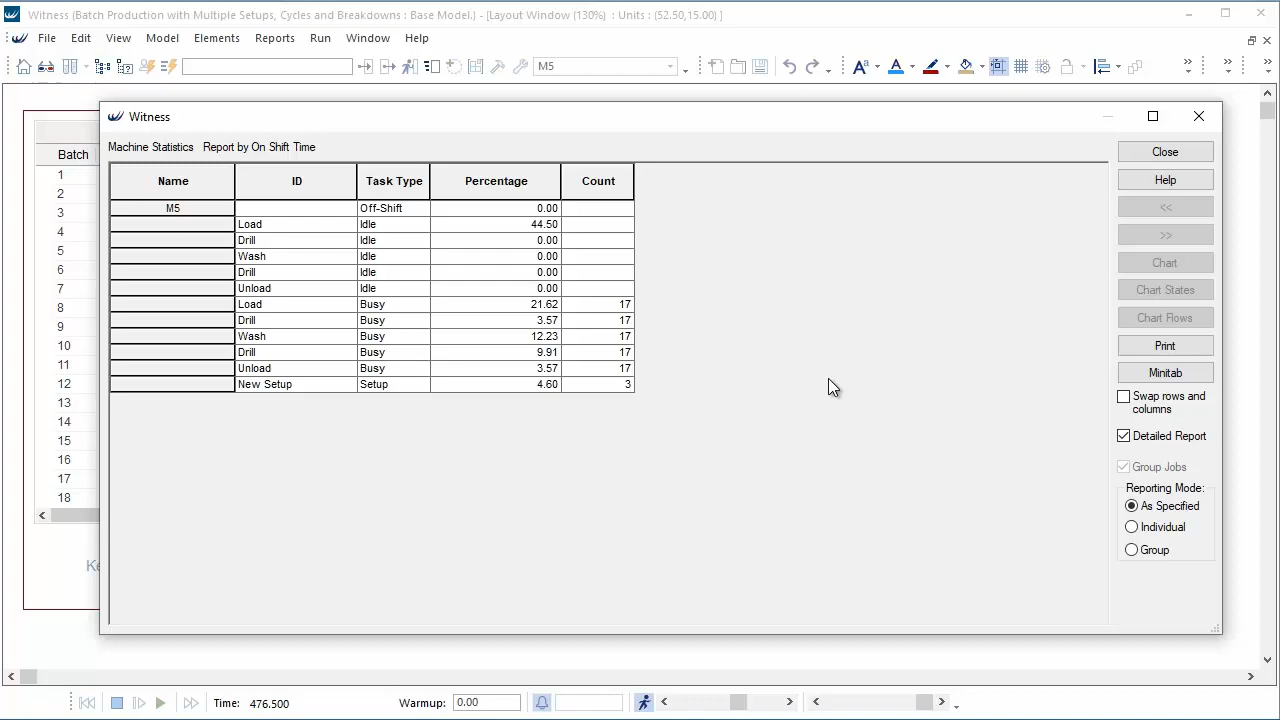 Witness (Batch Production with Multiple Setups, Cycles and Breakdowns : Base Model.) - [Layout Window (130%)  : Units : (52.50,15.00) ]
File Edit View Model Elements Reports Run Window Help
M5
Witness
Machine Statistics Report by On Shift Time
Name ID Task Type Percentage Count
M5 Off-Shift 0.00
Load Idle 44.50
Drill Idle 0.00
Wash Idle 0.00
Drill Idle 0.00
Unload Idle 0.00
Load Busy 21.62 17
Drill Busy 3.57 17
Wash Busy 12.23 17
Drill Busy 9.91 17
Unload Busy 3.57 17
New Setup Setup 4.60 3
Close
Help
<<
>>
Chart
Chart States
Chart Flows
Print
Minitab
Swap rows and
columns
Detailed Report
Group Jobs
Reporting Mode:
As Specified
Individual
Group
Batch
1
2
3
4
5
6
7
8
9
10
11
12
13
14
15
16
17
18
Ke
Time: 476.500 Warmup: 0.00